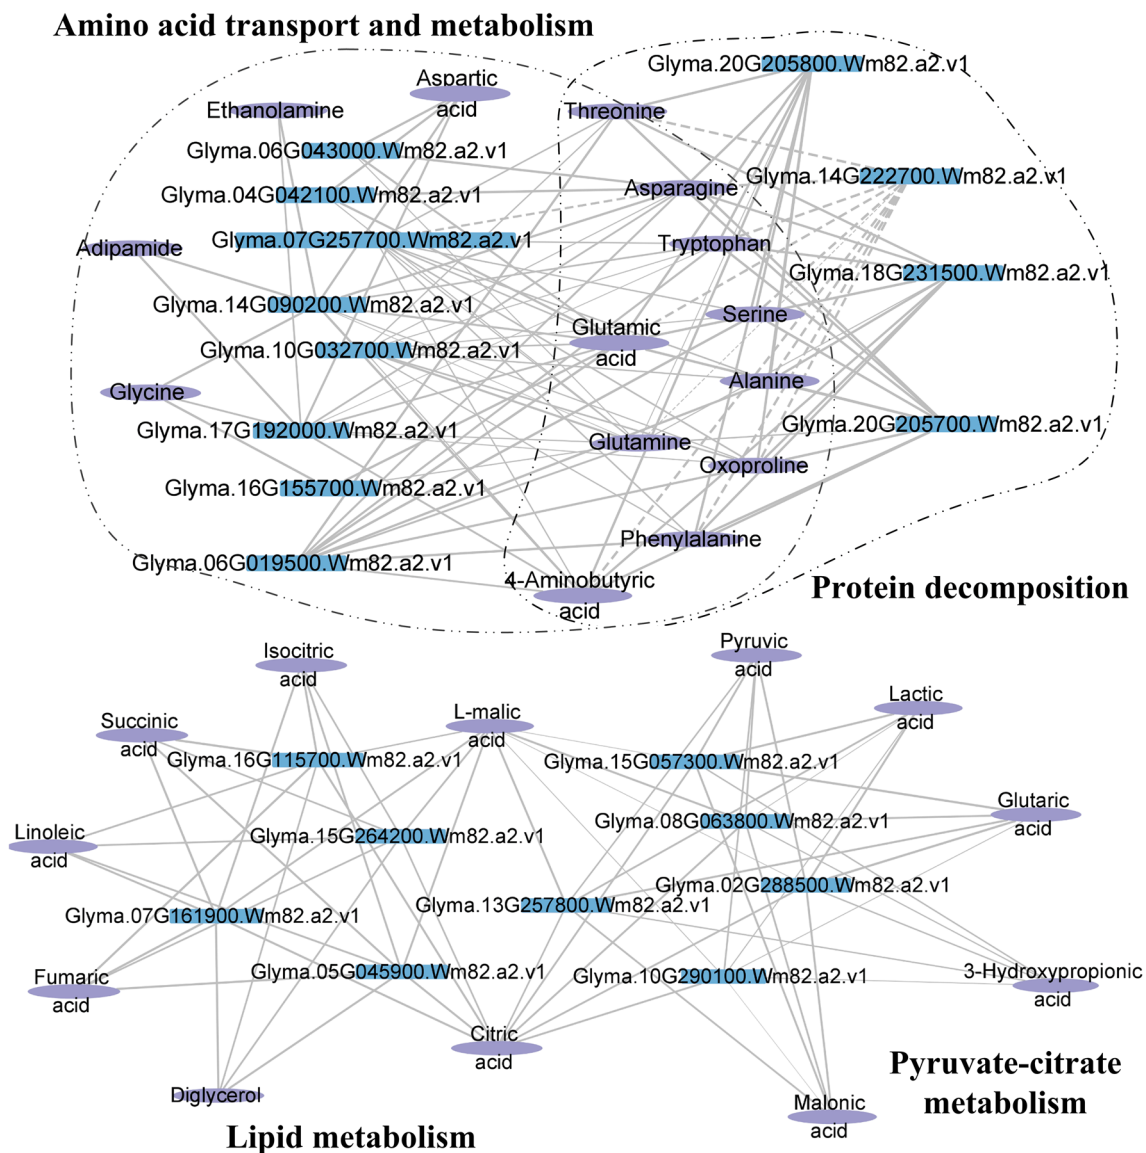 Amino acid transport and metabolism
Glyma.20G205800.Wm82.a2.v1
Aspartic
acid
Ethanolamine
Threonine
Glyma.06G043000.Wm82.a2.v1
Glyma.14G222700.Wm82.a2.v1
Glyma.04G042100.Wm82.a2.v1
Asparagine
Glyma.07G257700.Wm82.a2.v1
Tryptophan
Adipamide
Glyma.18G231500.Wm82.a2.v1
Glyma.14G090200.Wm82.a2.v1
Serine
Glutamic
acid
Glyma.10G032700.Wm82.a2.v1
Alanine
Glycine
Glyma.20G205700.Wm82.a2.v1
Glyma.17G192000.Wm82.a2.v1
Glutamine
Oxoproline
Glyma.16G155700.Wm82.a2.v1
Phenylalanine
Glyma.06G019500.Wm82.a2.v1
4-Aminobutyric
acid
Protein decomposition
Isocitric
acid
Pyruvic
acid
Lactic
acid
Succinic
acid
L-malic
acid
Glyma.16G115700.Wm82.a2.v1
Glyma.15G057300.Wm82.a2.v1
Glutaric
acid
Linoleic
acid
Glyma.15G264200.Wm82.a2.v1
Glyma.08G063800.Wm82.a2.v1
Glyma.02G288500.Wm82.a2.v1
Glyma.07G161900.Wm82.a2.v1
Glyma.13G257800.Wm82.a2.v1
Fumaric
acid
Glyma.05G045900.Wm82.a2.v1
Glyma.10G290100.Wm82.a2.v1
3-Hydroxypropionic
acid
Citric
acid
Pyruvate-citrate
metabolism
Diglycerol
Malonic
acid
Lipid metabolism